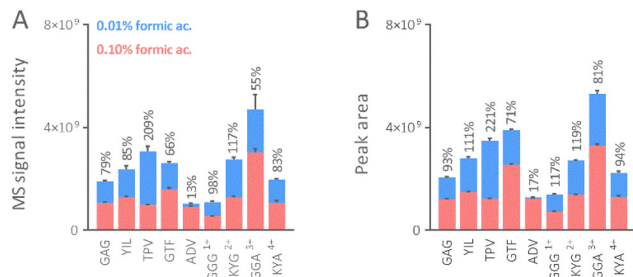 A
B
8×10⁹
8×10⁹
0.01% formic ac.
0.10% formic ac.
MS signal intensity
Peak area
4×10⁹
4×10⁹
0
0
79% 85% 209% 66% 13% 98% 117% 55% 83%
93% 111% 221% 71% 17% 117% 119% 81% 94%
GAG YIL TPV GTF ADV GGG ¹⁺ KYG ²⁺ GGA ³⁺ KYA ⁴⁺
GAG YIL TPV GTF ADV GGG ¹⁺ KYG ²⁺ GGA ³⁺ KYA ⁴⁺